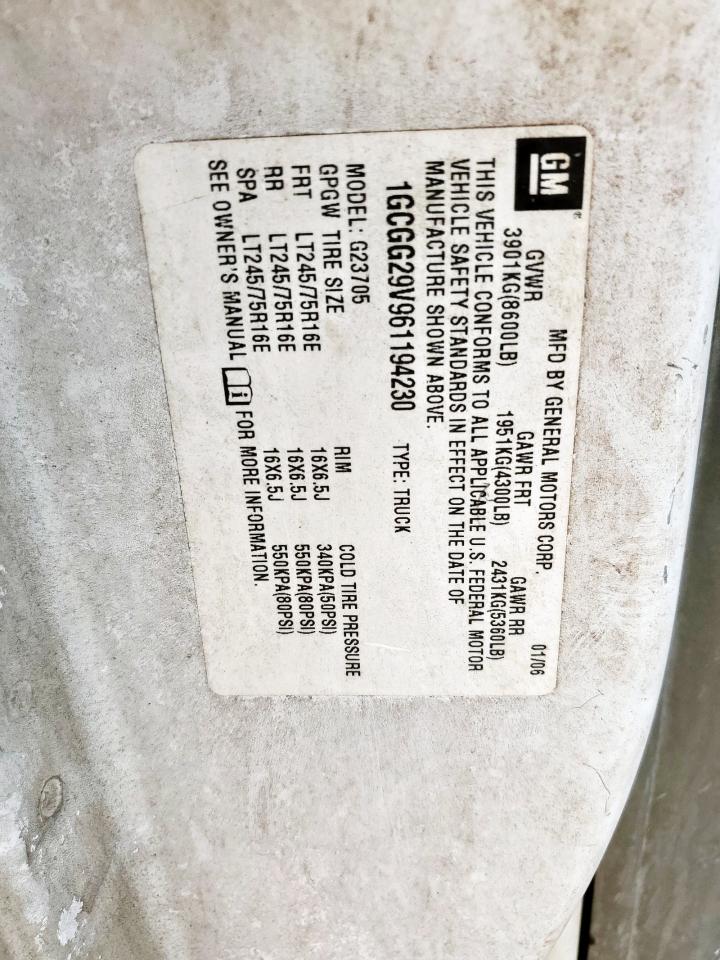 GM®
MFD BY GENERAL MOTORS CORP. 01/06
GVWR GAWR FRT GAWR RR
3901KG(8600LB) 1951KG(4300LB) 2431KG(5360LB)
THIS VEHICLE CONFORMS TO ALL APPLICABLE U.S. FEDERAL MOTOR
VEHICLE SAFETY STANDARDS IN EFFECT ON THE DATE OF
MANUFACTURE SHOWN ABOVE.
1GCGG29V961194230 TYPE: TRUCK
MODEL: G23705
GPGW TIRE SIZE RIM COLD TIRE PRESSURE
FRT LT245/75R16E 16X6.5J 340KPA(50PSI)
RR LT245/75R16E 16X6.5J 550KPA(80PSI)
SPA LT245/75R16E 16X6.5J 550KPA(80PSI)
SEE OWNER'S MANUAL FOR MORE INFORMATION.